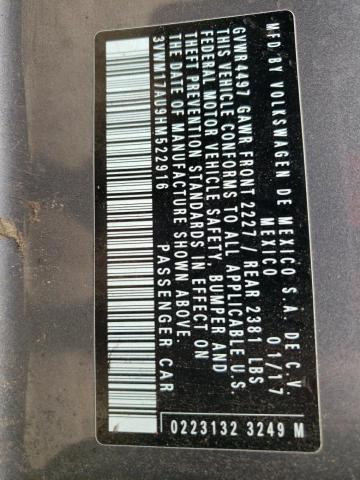 MFD BY VOLKSWAGEN DE MEXICO S.A. DE C.V.
MEXICO 01/17
GVWR 4497 GAWR FRONT 2227 / REAR 2381 LBS
THIS VEHICLE CONFORMS TO ALL APPLICABLE U.S.
FEDERAL MOTOR VEHICLE SAFETY, BUMPER AND
THEFT PREVENTION STANDARDS IN EFFECT ON
THE DATE OF MANUFACTURE SHOWN ABOVE.
3VW117AU9HM522916 PASSENGER CAR
0223132 3249 M